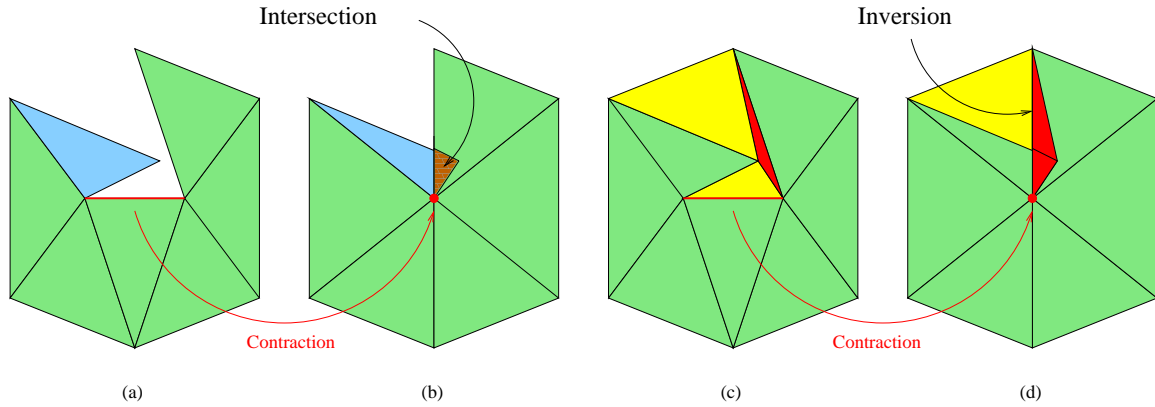 Intersection
Inversion
Contraction
Contraction
(a)
(b)
(c)
(d)